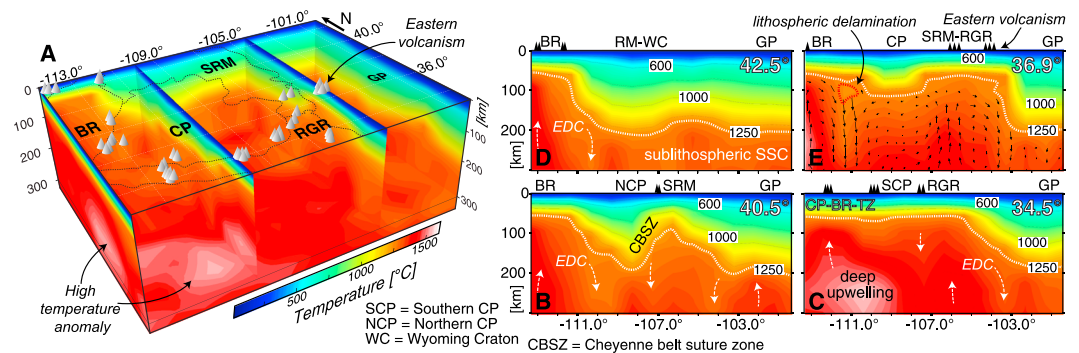 A
N
-113.0°
-109.0°
-105.0°
-101.0°
40.0°
36.0°
Eastern
volcanism
SRM
GP
BR
CP
RGR
0
100
200
300
0
-100
200
300
[km]
High
temperature
anomaly
500
1000
1500
Temperature [°C]
SCP = Southern CP
NCP = Northern CP
WC = Wyoming Craton
BR
RM-WC
GP
0
100
200
[km]
600
42.5°
1000
1250
EDC
D
sublithospheric SSC
lithospheric delamination
Eastern volcanism
BR
CP
SRM-RGR
GP
600
36.9°
1000
1250
E
BR
NCP
SRM
GP
0
100
200
[km]
600
40.5°
CBSZ
1000
1250
EDC
B
-111.0°
-107.0°
-103.0°
SCP
RGR
GP
CP-BR-TZ
600
34.5°
1000
1250
EDC
deep
upwelling
C
-111.0°
-107.0°
-103.0°
CBSZ = Cheyenne belt suture zone